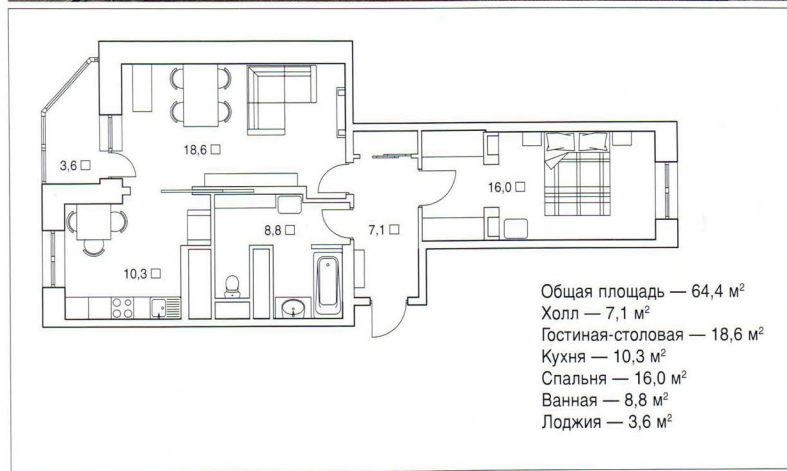 3,6
18,6
16,0
8,8
7,1
10,3
Общая площадь — 64,4 м²
Холл — 7,1 м²
Гостиная-столовая — 18,6 м²
Кухня — 10,3 м²
Спальня — 16,0 м²
Ванная — 8,8 м²
Лоджия — 3,6 м²